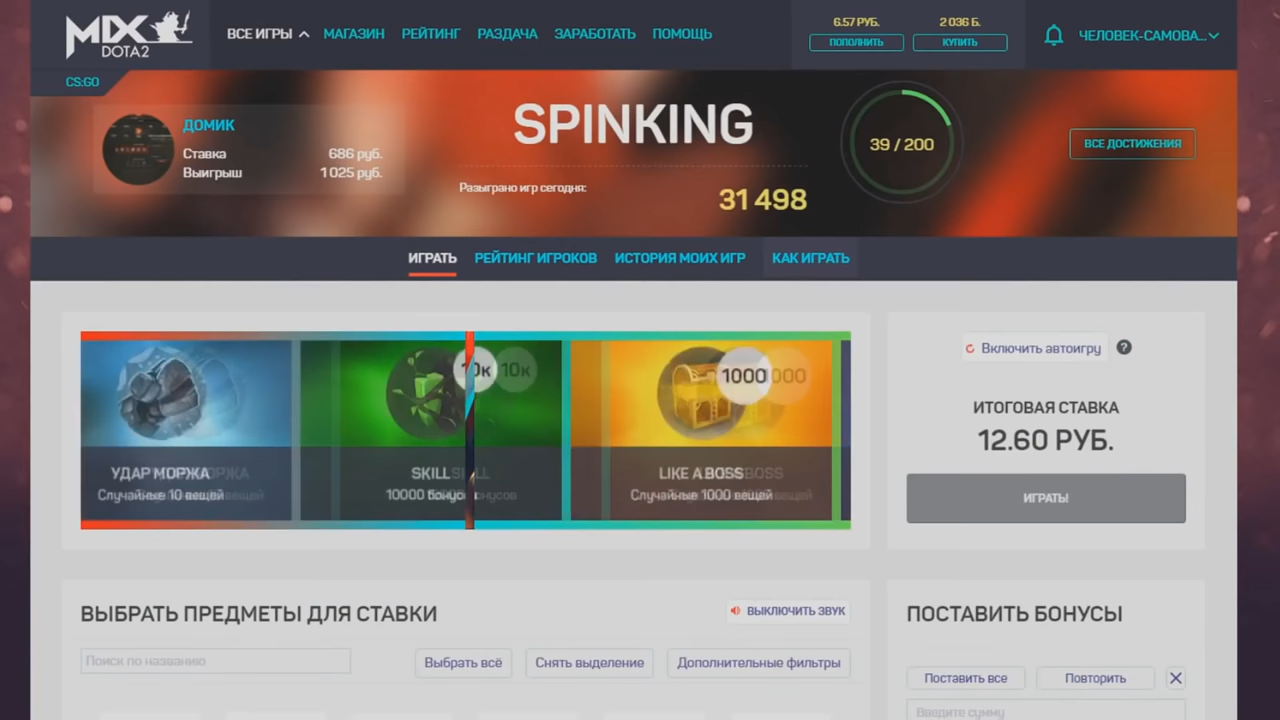 MIX
DOTA2
ВСЕ ИГРЫ
МАГАЗИН
РЕЙТИНГ
РАЗДАЧА
ЗАРАБОТАТЬ
ПОМОЩЬ
6.57 РУБ.
ПОПОЛНИТЬ
2 036 Б.
КУПИТЬ
ЧЕЛОВЕК-САМОВА...
CS:GO
ДОМИК
Ставка 686 руб.
Выигрыш 1 025 руб.
SPINKING
Разыграно игр сегодня:
31 498
39 / 200
ВСЕ ДОСТИЖЕНИЯ
ИГРАТЬ
РЕЙТИНГ ИГРОКОВ
ИСТОРИЯ МОИХ ИГР
КАК ИГРАТЬ
УДАР МОРЖА
Случайные 10 вещей
10к
SKILL
10000 бонусов
1000
LIKE A BOSS
Случайные 1000 вещей
Включить автоигру ?
ИТОГОВАЯ СТАВКА
12.60 РУБ.
ИГРАТЬ!
ВЫБРАТЬ ПРЕДМЕТЫ ДЛЯ СТАВКИ
ВЫКЛЮЧИТЬ ЗВУК
Поиск по названию
Выбрать всё
Снять выделение
Дополнительные фильтры
ПОСТАВИТЬ БОНУСЫ
Поставить все
Повторить
Введите сумму